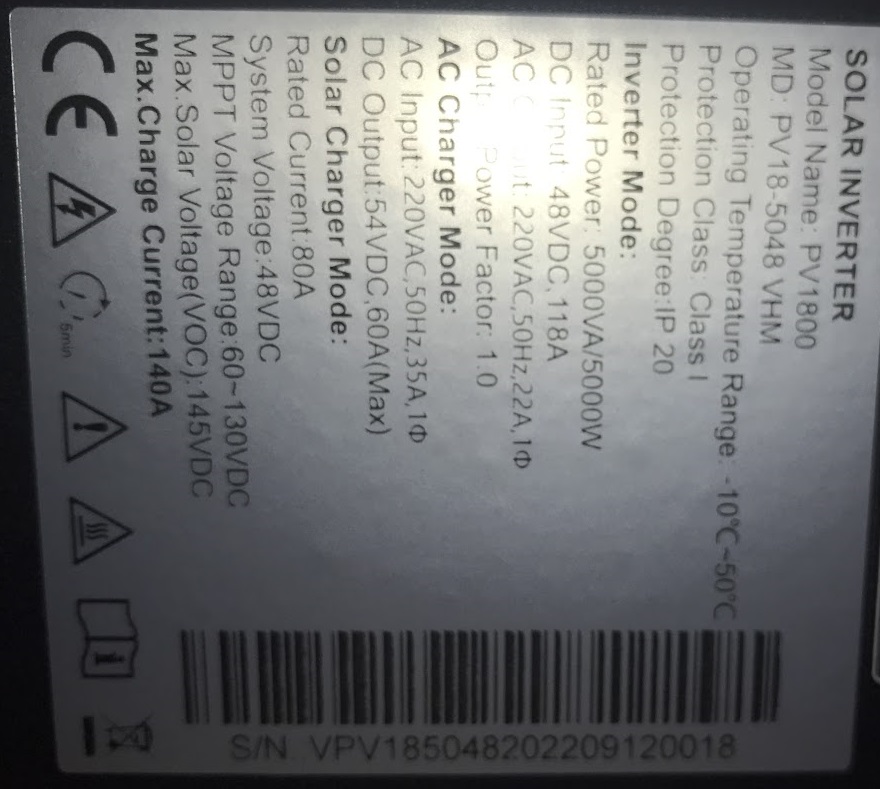 SOLAR INVERTER
Model Name: PV1800
MD: PV18-5048 VHM
Operating Temperature Range: -10℃~50℃
Protection Class: Class I
Protection Degree:IP 20
Inverter Mode:
Rated Power: 5000VA/5000W
DC Input: 48VDC,118A
AC 220VAC,50Hz,22A,1Φ
Power Factor: 1.0
AC Charger Mode:
AC Input: 220VAC,50Hz,35A,1Φ
DC Output:54VDC,60A(Max)
Solar Charger Mode:
Rated Current:80A
System Voltage:48VDC
MPPT Voltage Range:60~130VDC
Max.Solar Voltage(VOC):145VDC
Max.Charge Current:140A
CE
5min
S/N VPV185048202209120018